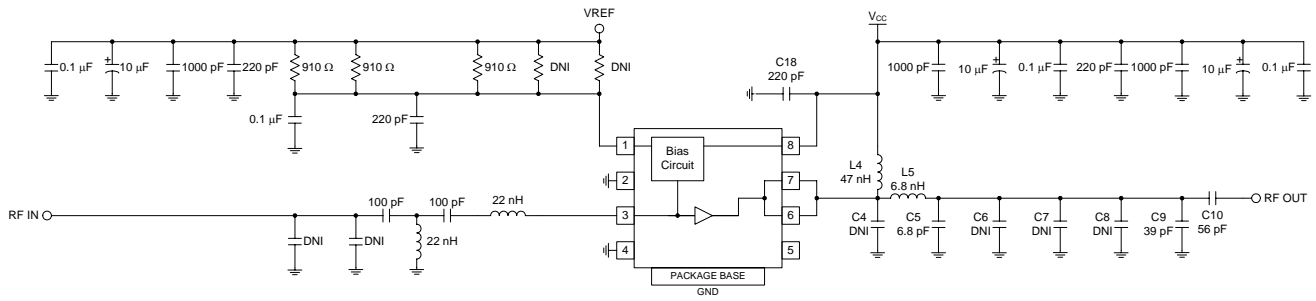 VREF
0.1 µF
10 µF
1000 pF
220 pF
910 Ω
910 Ω
910 Ω
DNI
DNI
0.1 µF
220 pF
VCC
C18
220 pF
1000 pF
10 µF
0.1 µF
220 pF
1000 pF
10 µF
0.1 µF
1
Bias
Circuit
8
2
7
3
6
4
5
PACKAGE BASE
GND
L4
47 nH
L5
6.8 nH
RF IN
DNI
DNI
100 pF
22 nH
100 pF
22 nH
C4
DNI
C5
6.8 pF
C6
DNI
C7
DNI
C8
DNI
C9
39 pF
C10
56 pF
RF OUT
+
+
+